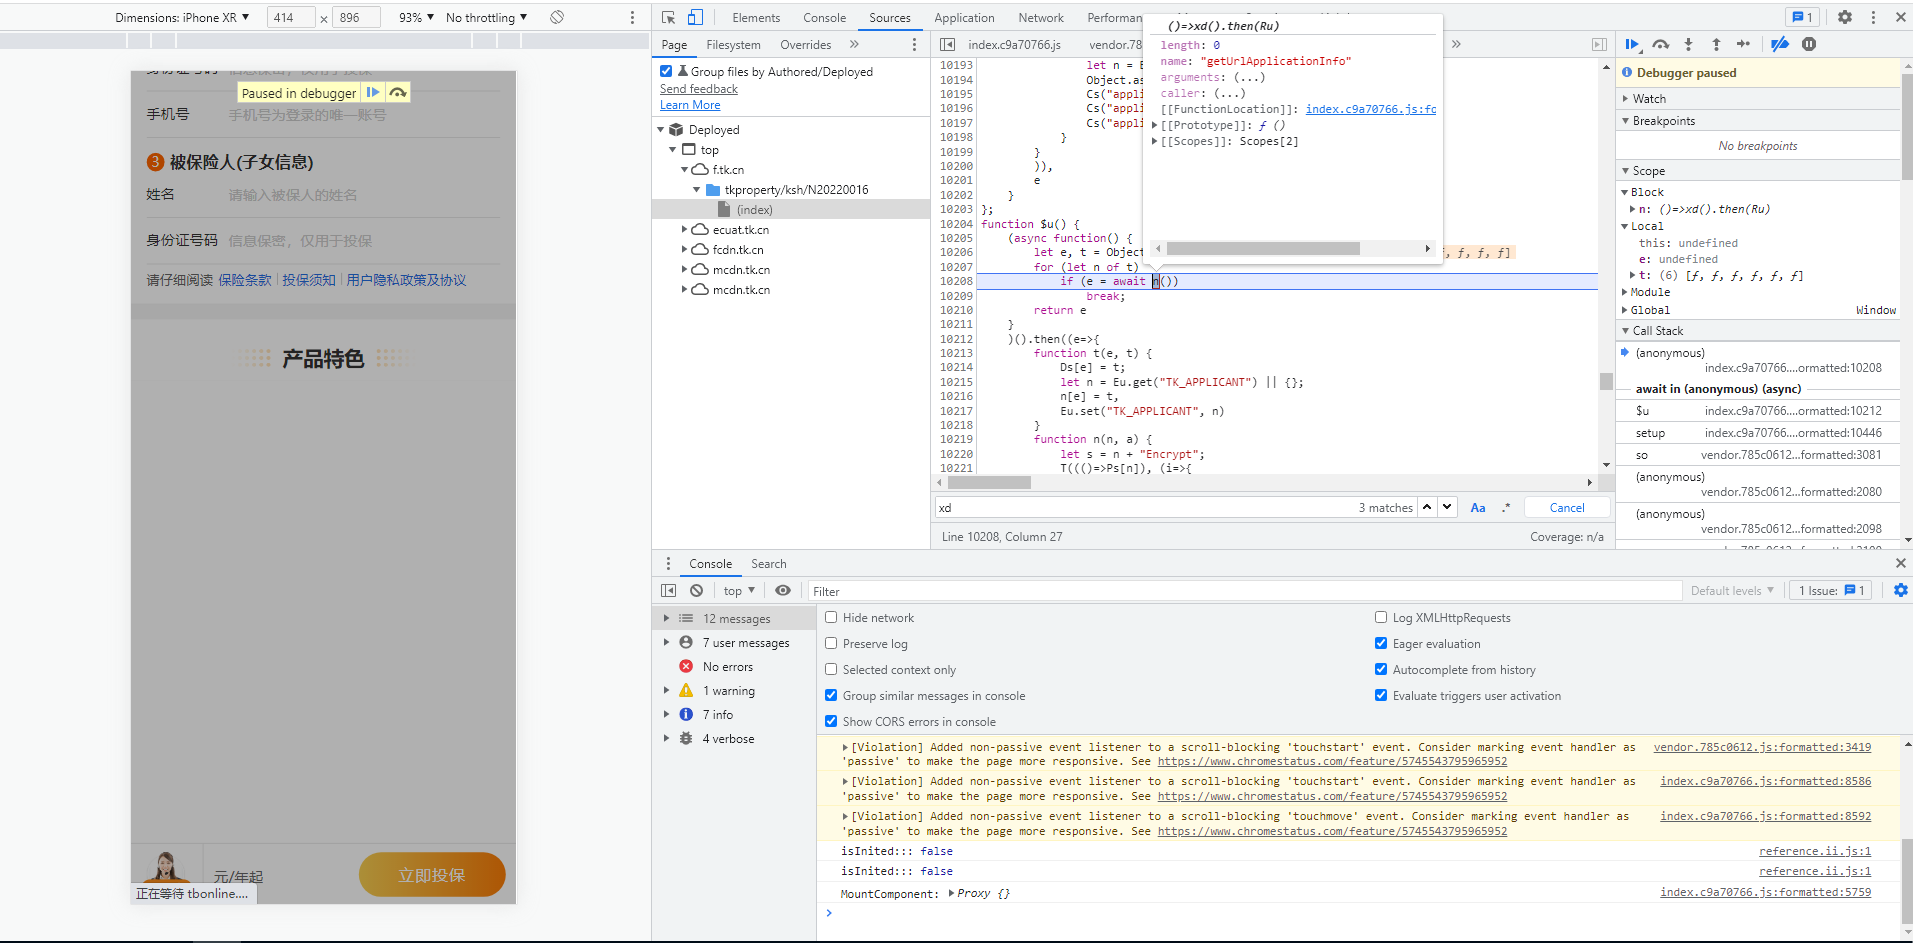 Dimensions: iPhone XR ▼ 414 × 896 93% ▼ No throttling ▼
手机号 手机号为登录的唯一账号
Paused in debugger
3 被保险人(子女信息)
姓名 请输入被保人的姓名
身份证号码 信息保密，仅用于投保
请仔细阅读 保险条款 | 投保须知 | 用户隐私政策及协议
产品特色
元/年起
立即投保
正在等待 tbonline....
Elements Console Sources Application Network Performan
1
Page Filesystem Overrides »
Group files by Authored/Deployed
Send feedback
Learn More
Deployed
top
f.tk.cn
tkproperty/ksh/N20220016
(index)
ecuat.tk.cn
fcdn.tk.cn
mcdn.tk.cn
mcdn.tk.cn
index.c9a70766.js vendor.78 »
10193 let n = E
10194 Object.as
10195 Cs("appli
10196 Cs("appli
10197 Cs("appli
10198 }
10199 }
10200 )),
10201 e
10202 }
10203 };
10204 function $u() {
10205 (async function() {
10206 let e, t = Object f, f, f, f]
10207 for (let n of t)
10208 if (e = await n())
10209 break;
10210 return e
10211 }
10212 )().then((e=>{
10213 function t(e, t) {
10214 Ds[e] = t;
10215 let n = Eu.get("TK_APPLICANT") || {};
10216 n[e] = t,
10217 Eu.set("TK_APPLICANT", n)
10218 }
10219 function n(n, a) {
10220 let s = n + "Encrypt";
10221 T((()=>Ps[n]), (i=>{
()=>xd().then(Ru)
length: 0
name: "getUrlApplicationInfo"
arguments: (...)
caller: (...)
[[FunctionLocation]]: index.c9a70766.js:fo
[[Prototype]]: ƒ ()
[[Scopes]]: Scopes[2]
xd 3 matches Aa .* Cancel
Line 10208, Column 27 Coverage: n/a
Debugger paused
Watch
Breakpoints
No breakpoints
Scope
Block
n: ()=>xd().then(Ru)
Local
this: undefined
e: undefined
t: (6) [ƒ, ƒ, ƒ, ƒ, ƒ, ƒ]
Module
Global Window
Call Stack
(anonymous)
index.c9a70766....ormatted:10208
await in (anonymous) (async)
$u index.c9a70766....ormatted:10212
setup index.c9a70766....ormatted:10446
so vendor.785c0612...formatted:3081
(anonymous)
vendor.785c0612...formatted:2080
(anonymous)
vendor.785c0612...formatted:2098
Console Search
top ▼ Filter Default levels ▼ 1 Issue: 1
12 messages
7 user messages
No errors
1 warning
7 info
4 verbose
Hide network Log XMLHttpRequests
Preserve log Eager evaluation
Selected context only Autocomplete from history
Group similar messages in console Evaluate triggers user activation
Show CORS errors in console
[Violation] Added non-passive event listener to a scroll-blocking 'touchstart' event. Consider marking event handler as vendor.785c0612.js:formatted:3419
'passive' to make the page more responsive. See https://www.chromestatus.com/feature/5745543795965952
[Violation] Added non-passive event listener to a scroll-blocking 'touchstart' event. Consider marking event handler as index.c9a70766.js:formatted:8586
'passive' to make the page more responsive. See https://www.chromestatus.com/feature/5745543795965952
[Violation] Added non-passive event listener to a scroll-blocking 'touchmove' event. Consider marking event handler as index.c9a70766.js:formatted:8592
'passive' to make the page more responsive. See https://www.chromestatus.com/feature/5745543795965952
isInited::: false reference.ii.js:1
isInited::: false reference.ii.js:1
MountComponent: Proxy {} index.c9a70766.js:formatted:5759